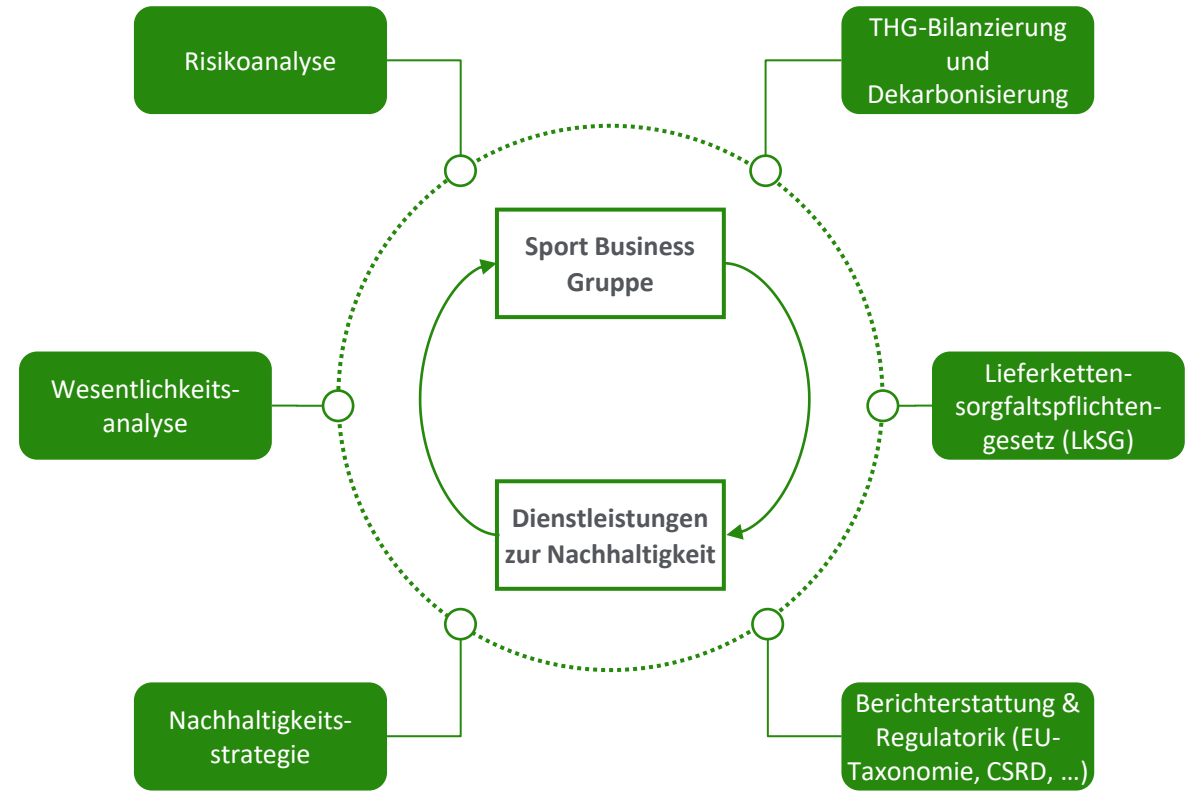 Risikoanalyse
THG-Bilanzierung
und
Dekarbonisierung
Sport Business
Gruppe
Wesentlichkeits-
analyse
Lieferketten-
sorgfaltspflichten-
gesetz (LkSG)
Dienstleistungen
zur Nachhaltigkeit
Nachhaltigkeits-
strategie
Berichterstattung &
Regulatorik (EU-
Taxonomie, CSRD, ...)